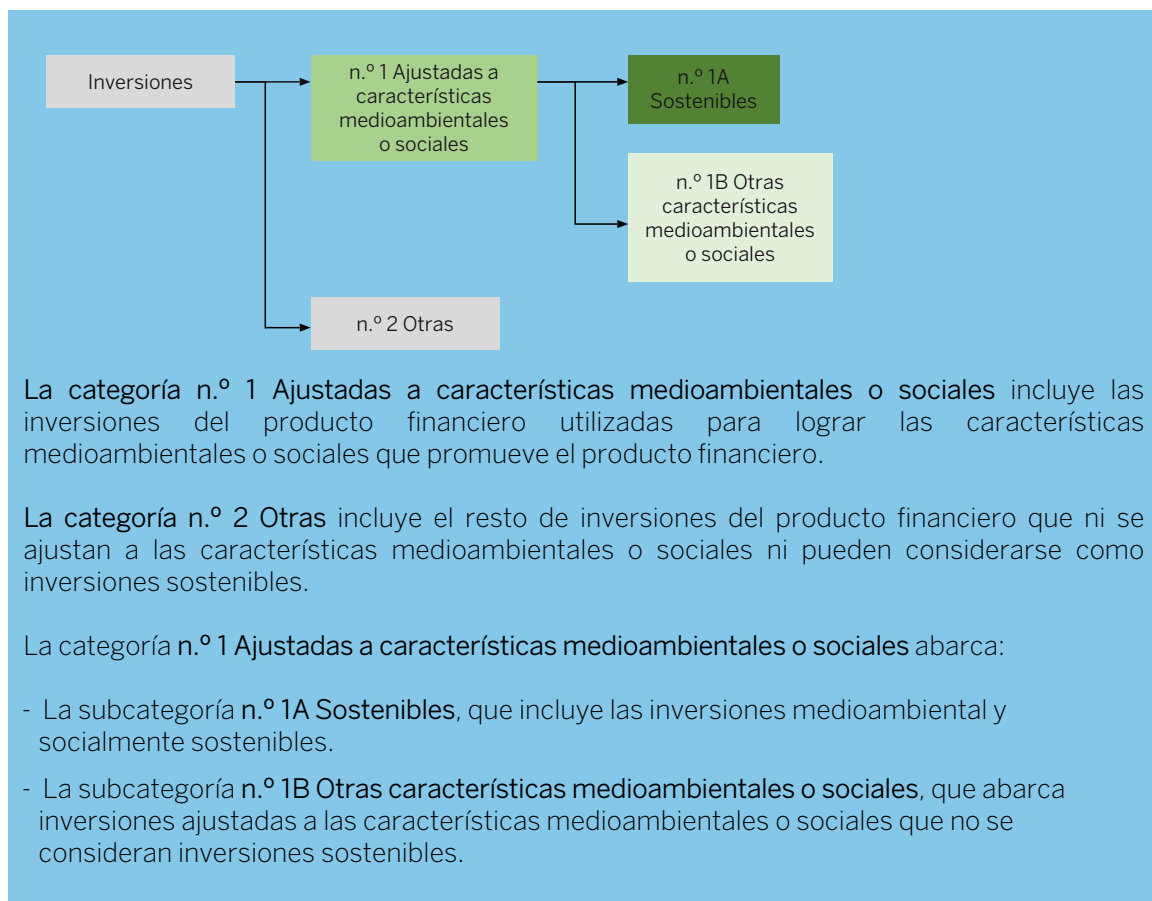 Inversiones
n.º 1 Ajustadas a
características
medioambientales
o sociales
n.º 1A
Sostenibles
n.º 1B Otras
características
medioambientales
o sociales
n.º 2 Otras
La categoría n.º 1 Ajustadas a características medioambientales o sociales incluye las
inversiones del producto financiero utilizadas para lograr las características
medioambientales o sociales que promueve el producto financiero.
La categoría n.º 2 Otras incluye el resto de inversiones del producto financiero que ni se
ajustan a las características medioambientales o sociales ni pueden considerarse como
inversiones sostenibles.
La categoría n.º 1 Ajustadas a características medioambientales o sociales abarca:
- La subcategoría n.º 1A Sostenibles, que incluye las inversiones medioambiental y
socialmente sostenibles.
- La subcategoría n.º 1B Otras características medioambientales o sociales, que abarca
inversiones ajustadas a las características medioambientales o sociales que no se
consideran inversiones sostenibles.